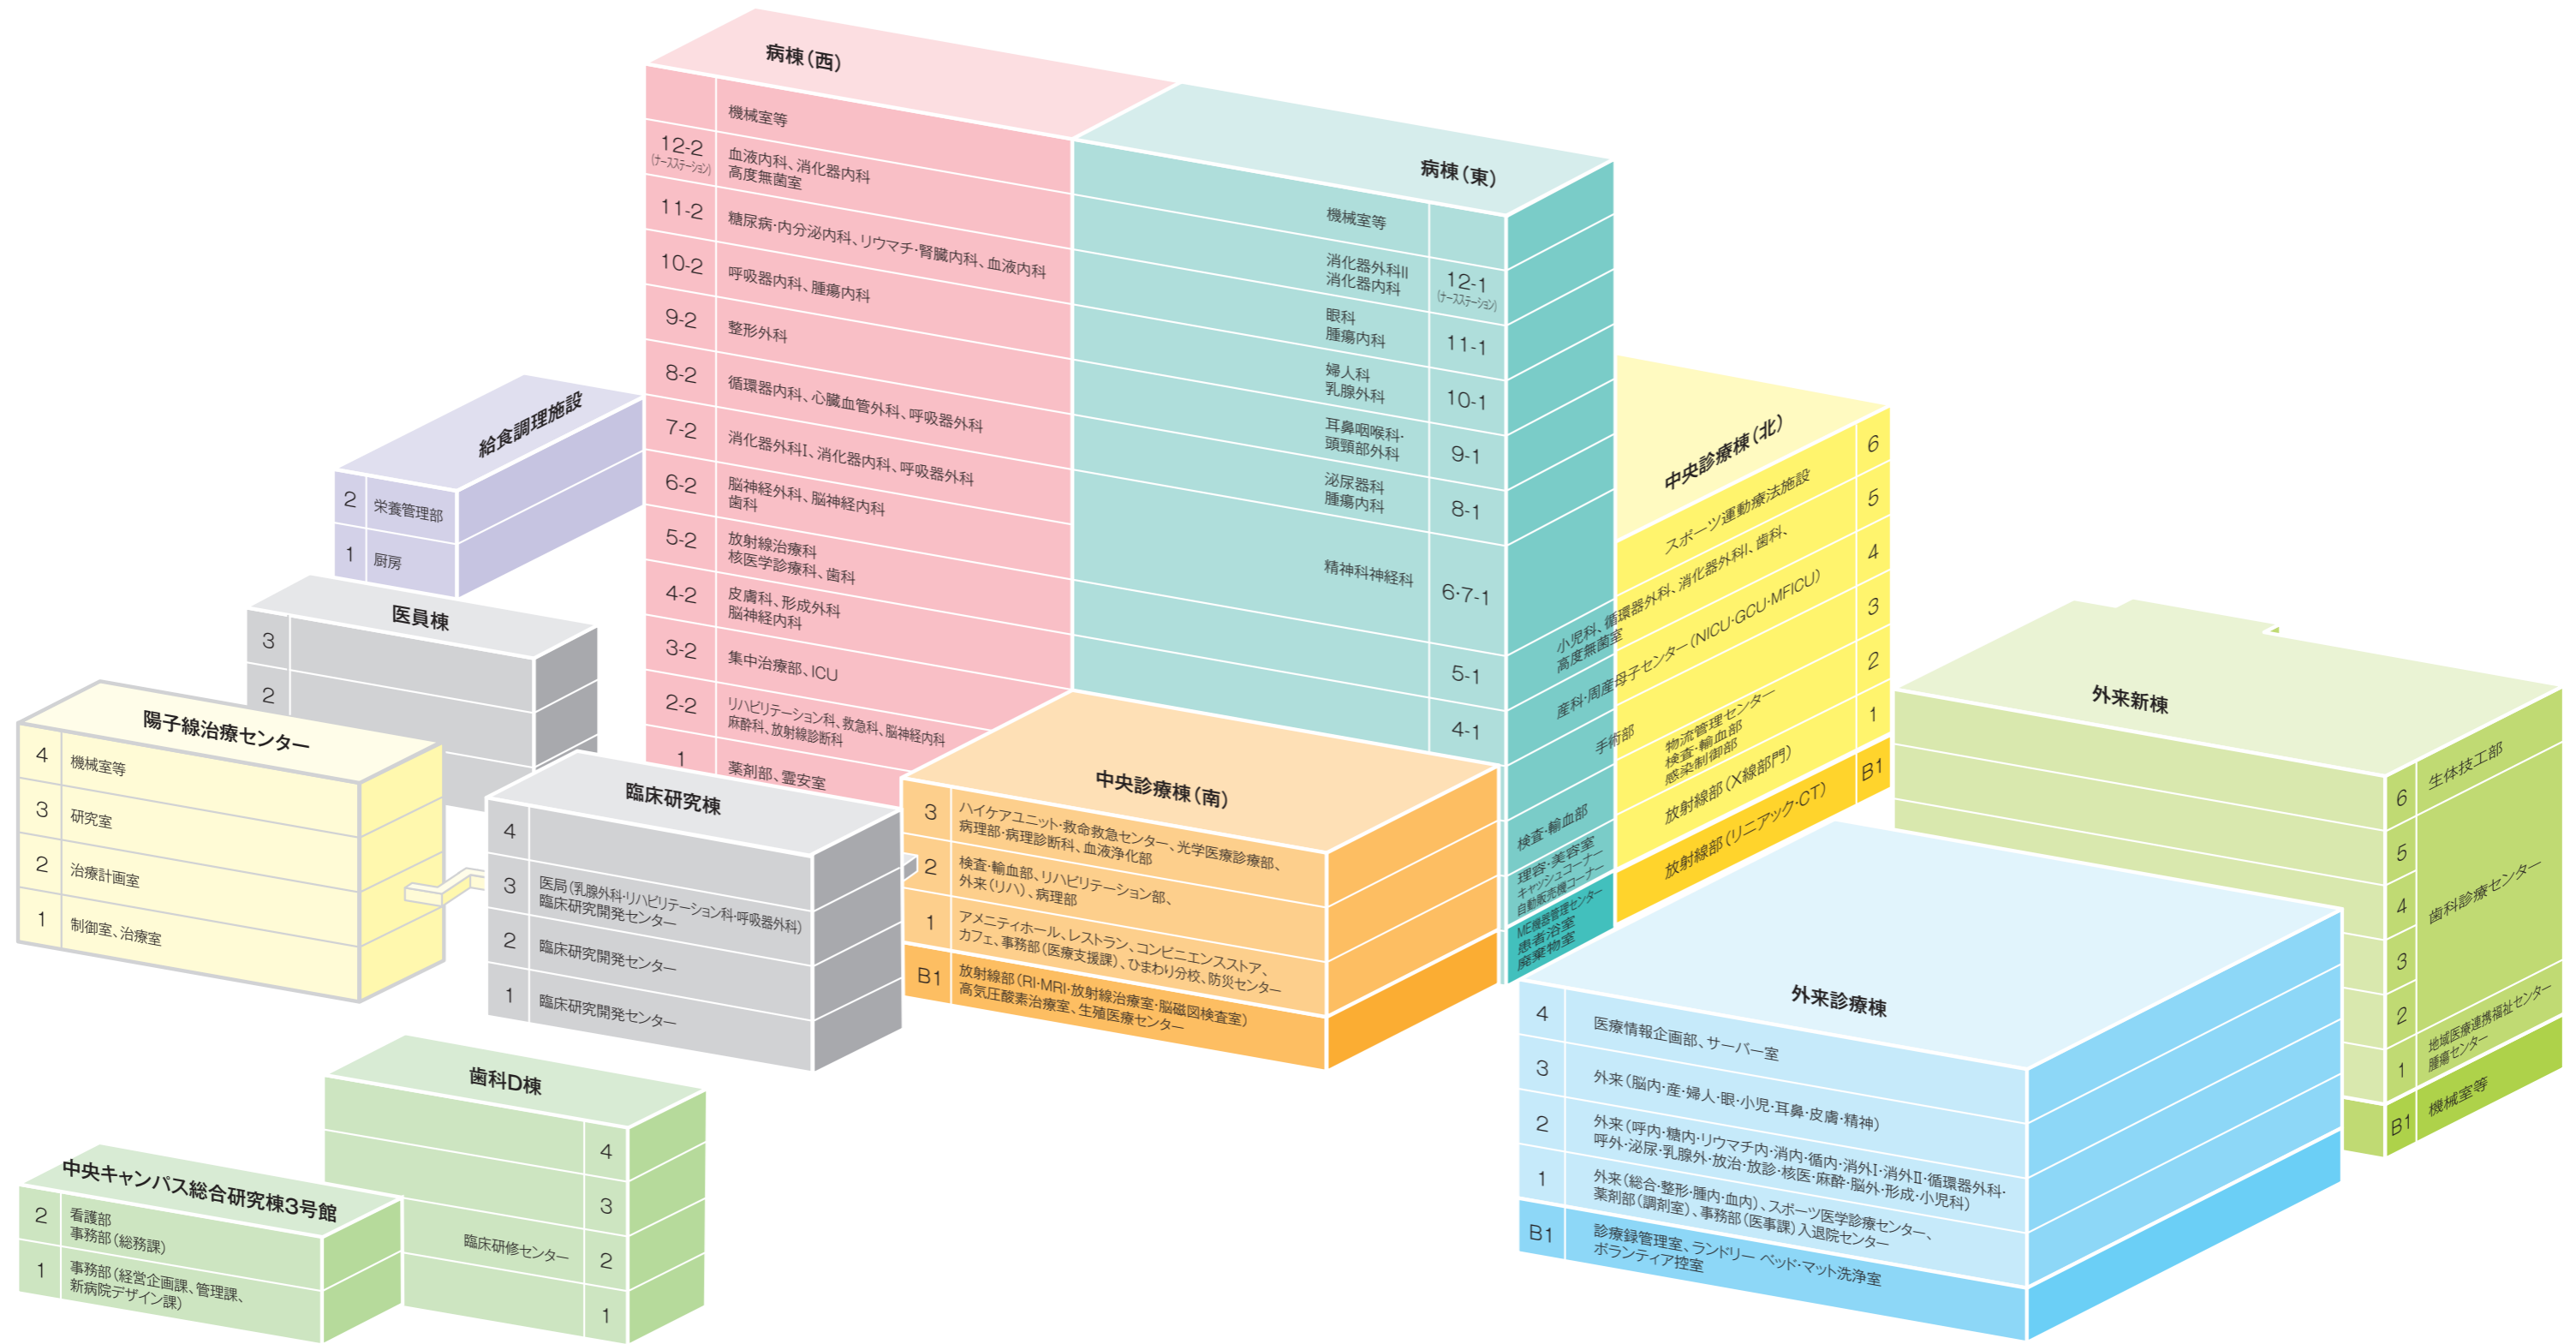 病棟(西)
機械室等
12-2
(ナースステーション)
血液内科、消化器内科
高度無菌室
11-2
糖尿病・内分泌内科、リウマチ・腎臓内科、血液内科
10-2
呼吸器内科、腫瘍内科
9-2
整形外科
8-2
循環器内科、心臓血管外科、呼吸器外科
7-2
消化器外科I、消化器内科、呼吸器外科
6-2
脳神経外科、脳神経内科
歯科
5-2
放射線治療科
核医学診療科、歯科
4-2
皮膚科、形成外科
脳神経内科
3-2
集中治療部、ICU
2-2
リハビリテーション科、救急科、脳神経内科
麻酔科、放射線診断科
1
薬剤部、霊安室
病棟(東)
機械室等
消化器外科II
消化器内科
12-1
(ナースステーション)
眼科
腫瘍内科
11-1
婦人科
乳腺外科
10-1
耳鼻咽喉科・
頭頸部外科
9-1
泌尿器科
腫瘍内科
8-1
精神科神経科
6・7-1
5-1
4-1
中央診療棟(北)
6
スポーツ運動療法施設
5
小児科、循環器外科、消化器外科I、歯科、
高度無菌室
4
産科・周産母子センター(NICU・GCU・MFICU)
3
手術部
物流管理センター
検査・輸血部
感染制御部
2
検査・輸血部
放射線部(X線部門)
1
理容・美容室
キャッシュコーナー
自動販売機コーナー
放射線部(リニアック・CT)
B1
ME機器管理センター
患者浴室
廃棄物室
給食調理施設
2
栄養管理部
1
厨房
医員棟
3
2
陽子線治療センター
4
機械室等
3
研究室
2
治療計画室
1
制御室、治療室
臨床研究棟
4
3
医局(乳腺外科・リハビリテーション科・呼吸器外科)
臨床研究開発センター
2
臨床研究開発センター
1
臨床研究開発センター
中央診療棟(南)
3
ハイケアユニット・救命救急センター、光学医療診療部、
病理部・病理診断科、血液浄化部
2
検査・輸血部、リハビリテーション部、
外来(リハ)、病理部
1
アメニティホール、レストラン、コンビニエンスストア、
カフェ、事務部(医療支援課)、ひまわり分校、防災センター
B1
放射線部(RI・MRI・放射線治療室・脳磁図検査室)
高気圧酸素治療室、生殖医療センター
外来新棟
6
生体技工部
5
4
歯科診療センター
3
2
地域医療連携福祉センター
腫瘍センター
1
B1
機械室等
外来診療棟
4
医療情報企画部、サーバー室
3
外来(脳内・産・婦人・眼・小児・耳鼻・皮膚・精神)
2
外来(呼内・糖内・リウマチ内・消内・循内・消外I・消外II・循環器外科・
呼外・泌尿・乳腺外・放治・放診・核医・麻酔・脳外・形成・小児科)
1
外来(総合・整形・腫内・血内)、スポーツ医学診療センター、
薬剤部(調剤室)、事務部(医事課)入退院センター
B1
診療録管理室、ランドリー ベッド・マット洗浄室
ボランティア控室
歯科D棟
4
3
臨床研修センター
2
1
中央キャンパス総合研究棟3号館
2
看護部
事務部(総務課)
1
事務部(経営企画課、管理課、
新病院デザイン課)